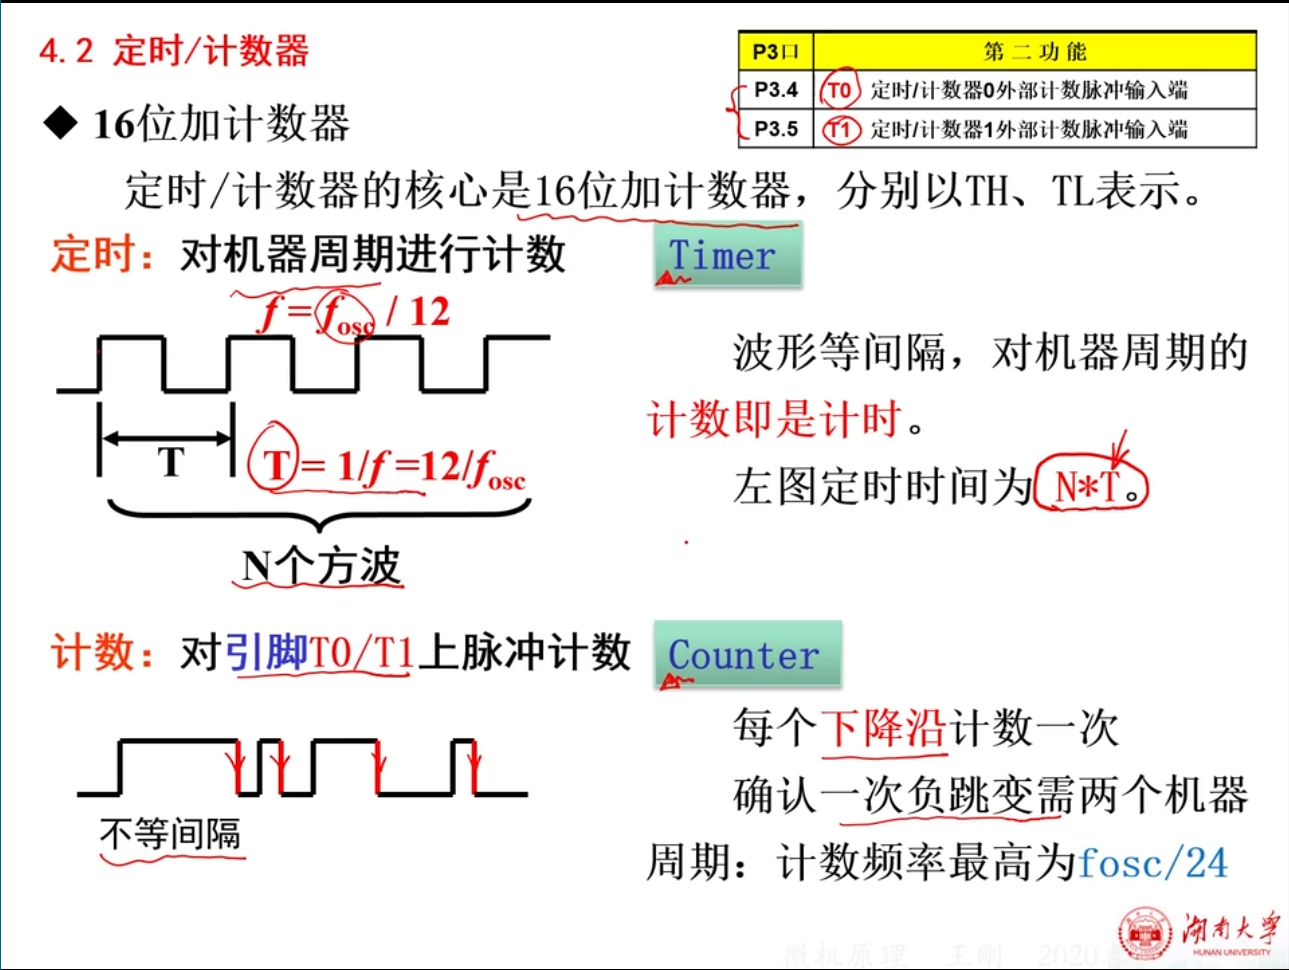 4.2 定时/计数器
P3口 第二功能
P3.4 T0 定时/计数器0外部计数脉冲输入端
P3.5 T1 定时/计数器1外部计数脉冲输入端
◆ 16位加计数器
定时/计数器的核心是16位加计数器，分别以TH、TL表示。
定时：对机器周期进行计数
Timer
f = fosc / 12
T
T = 1/f =12/fosc
N个方波
波形等间隔，对机器周期的
计数即是计时。
左图定时时间为N*T。
计数：对引脚T0/T1上脉冲计数
Counter
不等间隔
每个下降沿计数一次
确认一次负跳变需两个机器
周期：计数频率最高为fosc/24
湖南大学
HUNAN UNIVERSITY
微机原理 王刚 2020春